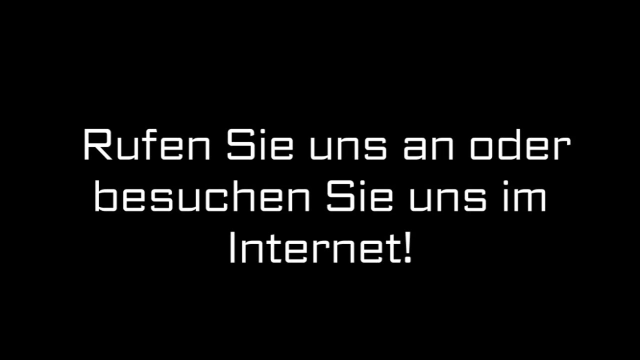 Rufen Sie uns an oder
besuchen Sie uns im
Internet!